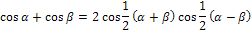 cos α + cos β = 2 cos 1/2 (α + β) cos 1/2 (α − β)